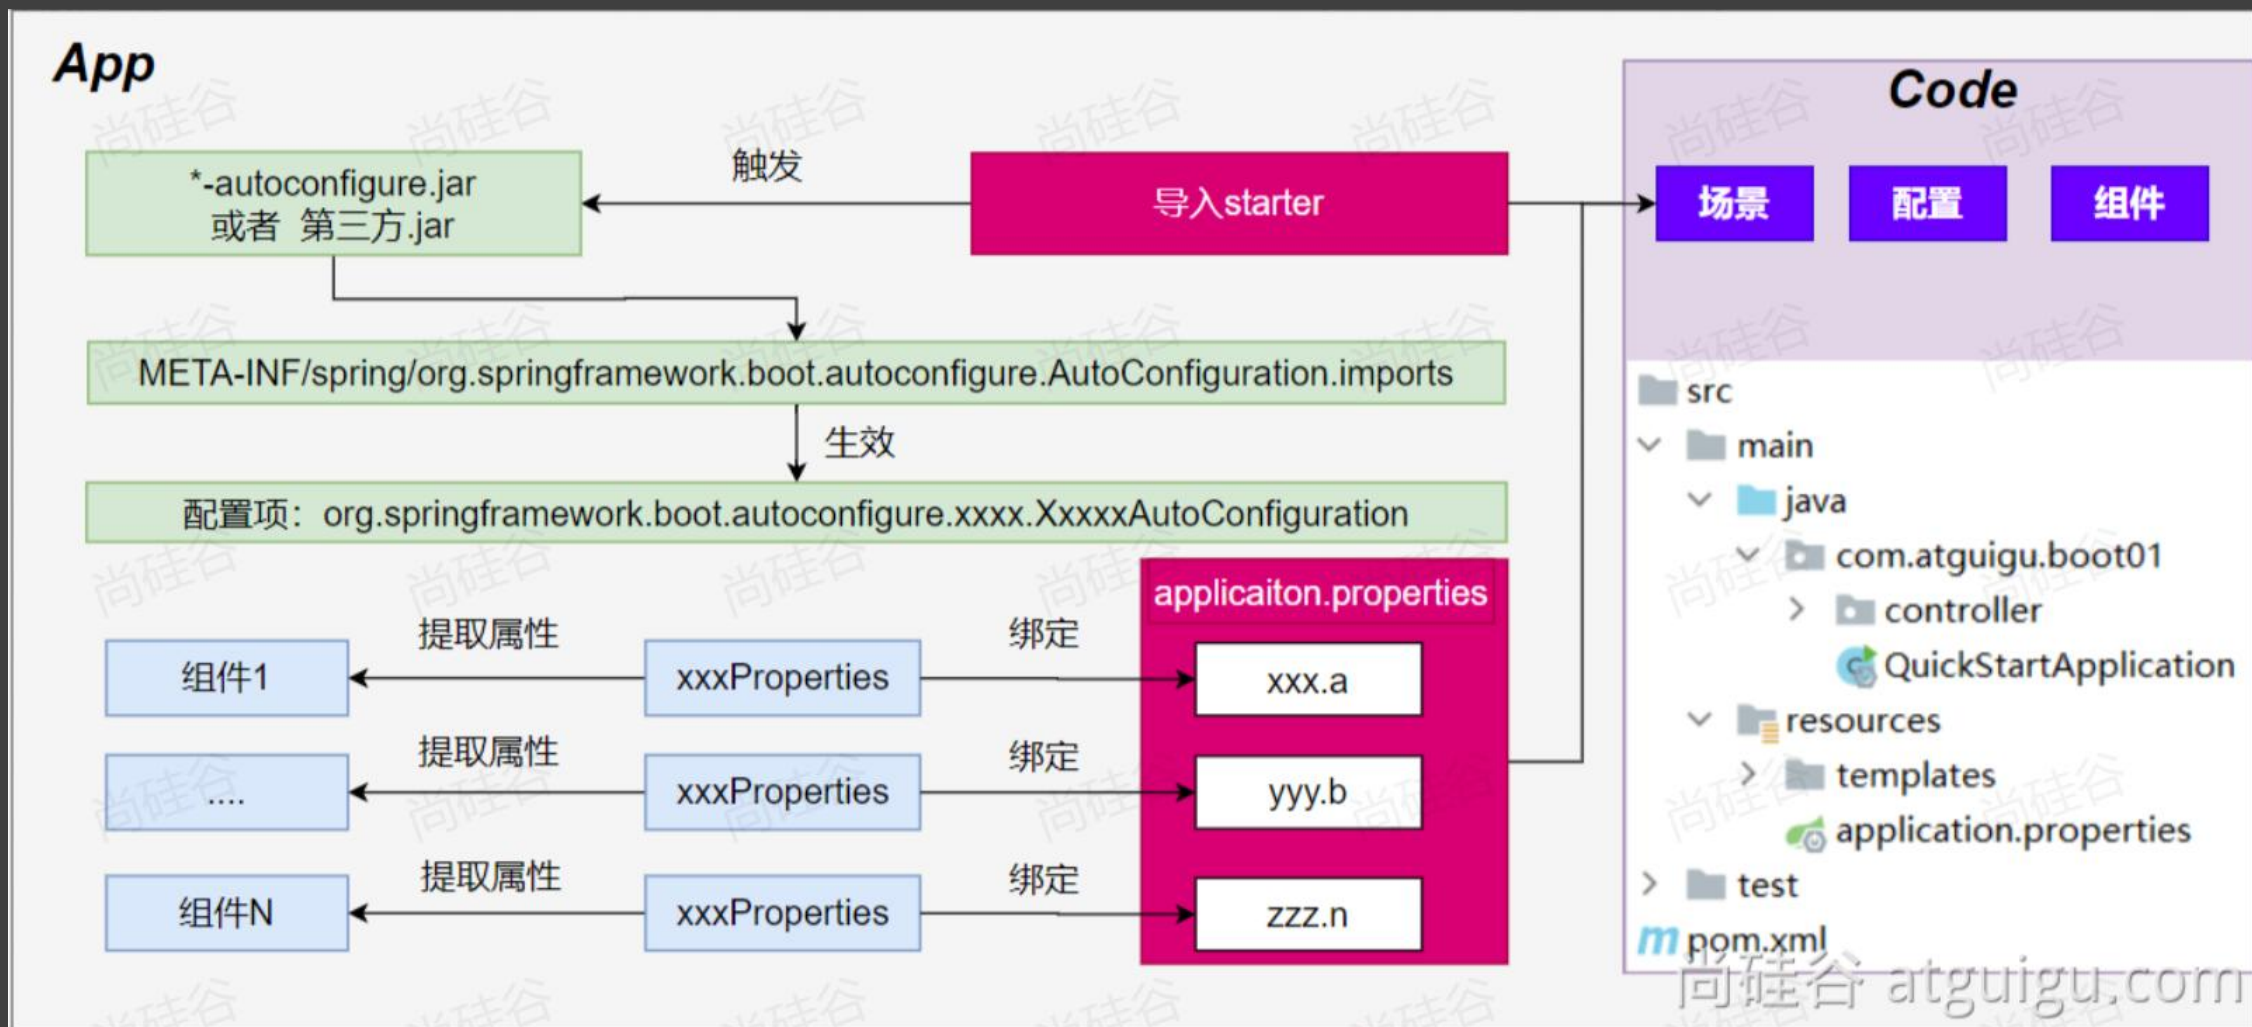 App
触发
*-autoconfigure.jar
或者 第三方.jar
导入starter
META-INF/spring/org.springframework.boot.autoconfigure.AutoConfiguration.imports
生效
配置项：org.springframework.boot.autoconfigure.xxxx.XxxxxAutoConfiguration
applicaiton.properties
组件1
提取属性
xxxProperties
绑定
xxx.a
....
提取属性
xxxProperties
绑定
yyy.b
组件N
提取属性
xxxProperties
绑定
zzz.n
Code
场景
配置
组件
src
main
java
com.atguigu.boot01
controller
QuickStartApplication
resources
templates
application.properties
test
pom.xml
尚硅谷 atguigu.com
尚硅谷